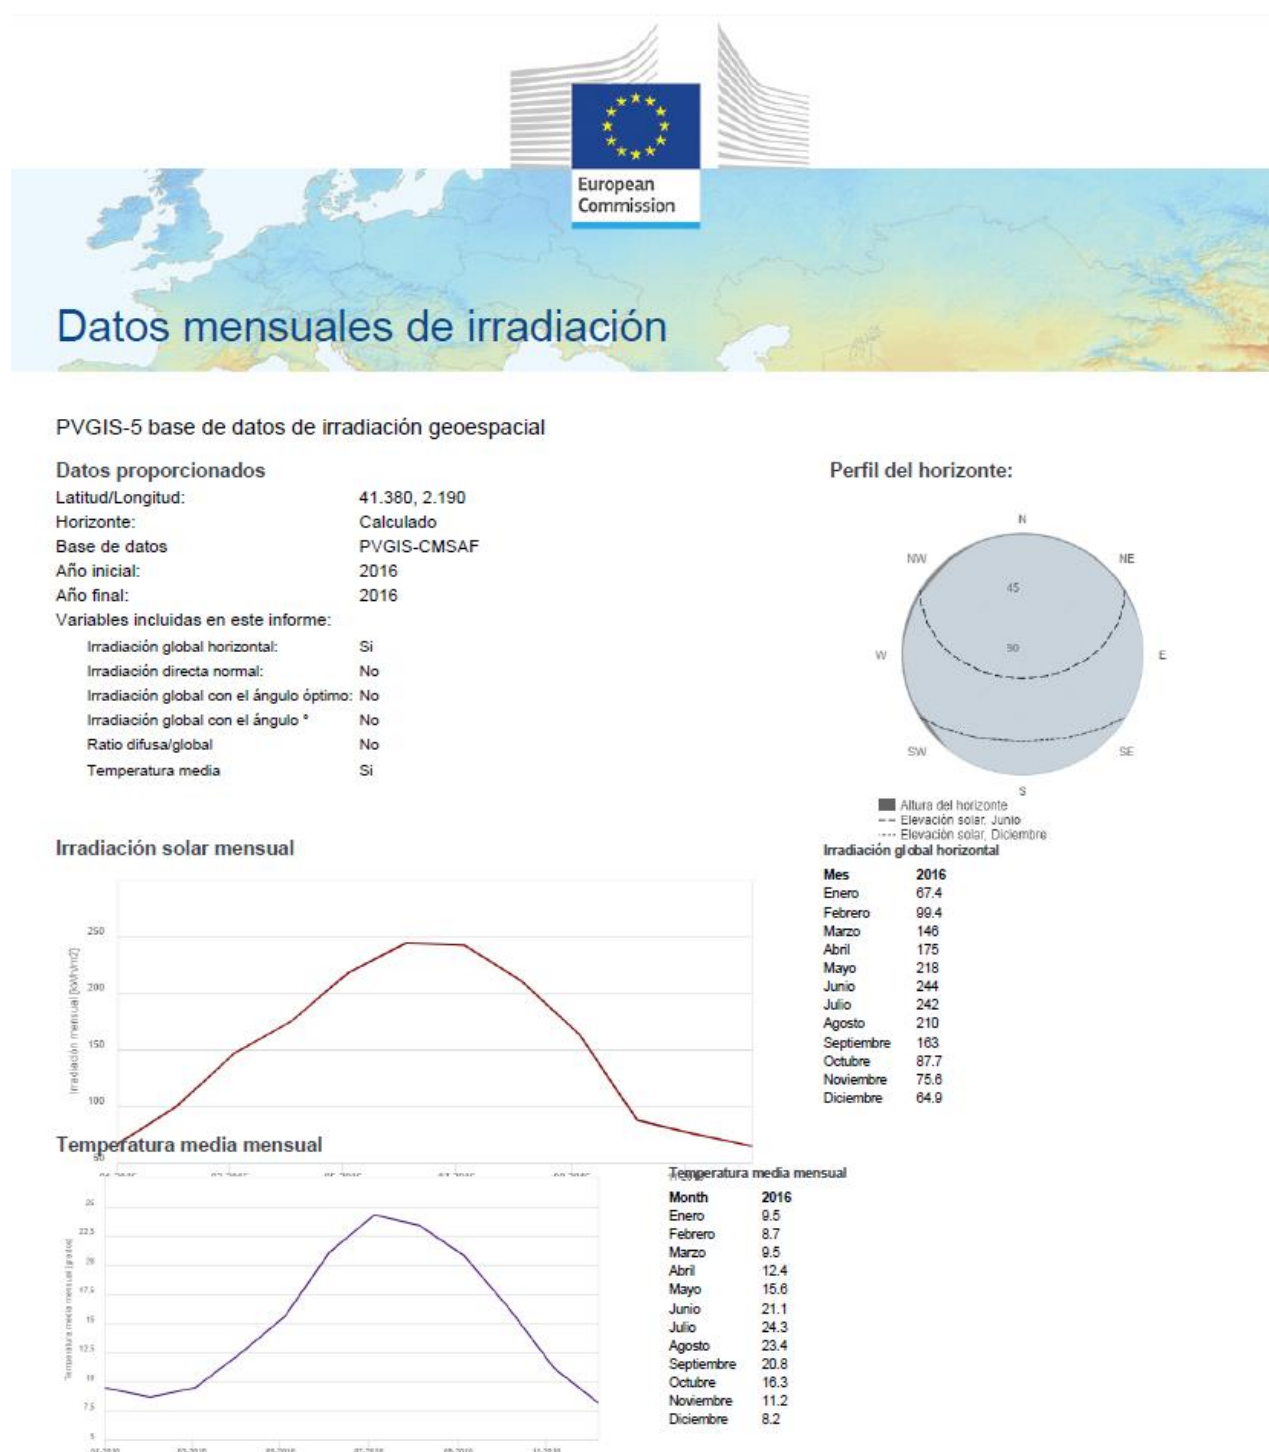 European
Commission
Datos mensuales de irradiación
PVGIS-5 base de datos de irradiación geoespacial
Datos proporcionados
Latitud/Longitud: 41.380, 2.190
Horizonte: Calculado
Base de datos PVGIS-CMSAF
Año inicial: 2016
Año final: 2016
Variables incluidas en este informe:
Irradiación global horizontal: Si
Irradiación directa normal: No
Irradiación global con el ángulo óptimo: No
Irradiación global con el ángulo ° No
Ratio difusa/global No
Temperatura media Si
Perfil del horizonte:
N
NW NE
45
W 90 E
SW SE
S
Altura del horizonte
Elevación solar, Junio
Elevación solar, Diciembre
Irradiación solar mensual
Irradiación mensual [kWh/m2]
250
200
150
100
50
Irradiación global horizontal
Mes 2016
Enero 67.4
Febrero 99.4
Marzo 146
Abril 175
Mayo 218
Junio 244
Julio 242
Agosto 210
Septiembre 163
Octubre 87.7
Noviembre 75.6
Diciembre 64.9
Temperatura media mensual
Temperatura media mensual [grados]
25
22.5
20
17.5
15
12.5
10
7.5
5
Temperatura media mensual
Month 2016
Enero 9.5
Febrero 8.7
Marzo 9.5
Abril 12.4
Mayo 15.6
Junio 21.1
Julio 24.3
Agosto 23.4
Septiembre 20.8
Octubre 16.3
Noviembre 11.2
Diciembre 8.2